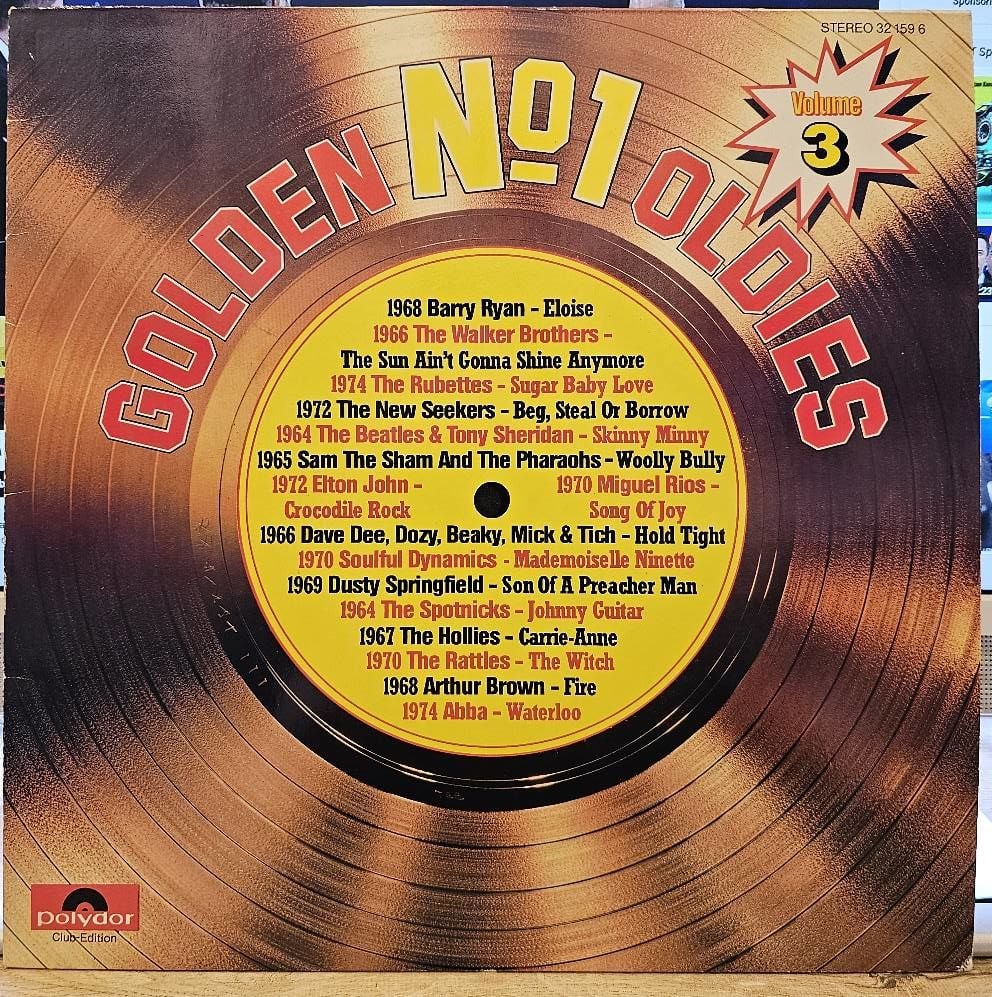 STEREO 32 159 6
Volume
3
GOLDEN No1 OLDIES
1968 Barry Ryan - Eloise
1966 The Walker Brothers -
The Sun Ain't Gonna Shine Anymore
1974 The Rubettes - Sugar Baby Love
1972 The New Seekers - Beg, Steal Or Borrow
1964 The Beatles & Tony Sheridan - Skinny Minny
1965 Sam The Sham And The Pharaohs - Woolly Bully
1972 Elton John -
Crocodile Rock
1970 Miguel Rios -
Song Of Joy
1966 Dave Dee, Dozy, Beaky, Mick & Tich - Hold Tight
1970 Soulful Dynamics - Mademoiselle Ninette
1969 Dusty Springfield - Son Of A Preacher Man
1964 The Spotnicks - Johnny Guitar
1967 The Hollies - Carrie-Anne
1970 The Rattles - The Witch
1968 Arthur Brown - Fire
1974 Abba - Waterloo
polydor
Club-Edition